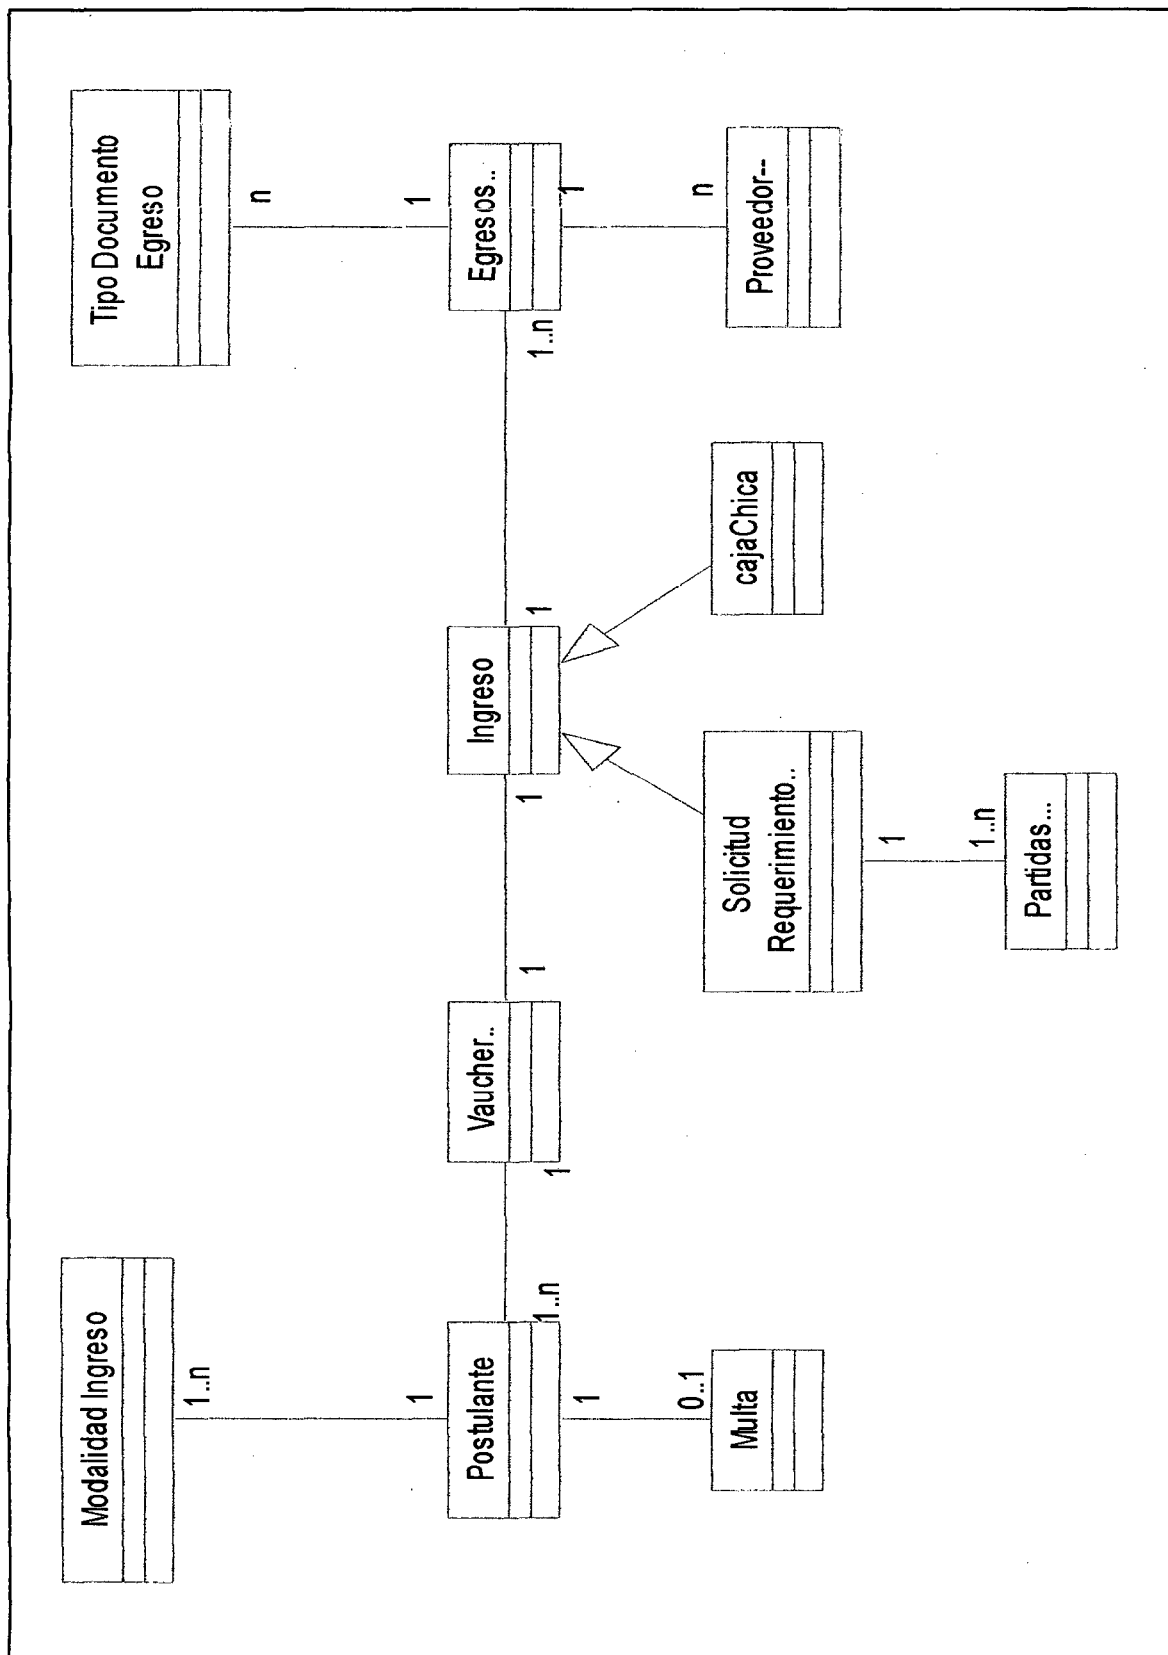 Modalidad Ingreso
1..n
1
Postulante
1..n
1
0..1
Multa
1
Vaucher..
1
1
Ingreso
1
Solicitud
Requerimiento..
1
1..n
Partidas...
cajaChica
Tipo Documento
Egreso
n
1
Egresos..
1..n
1
n
Proveedor--